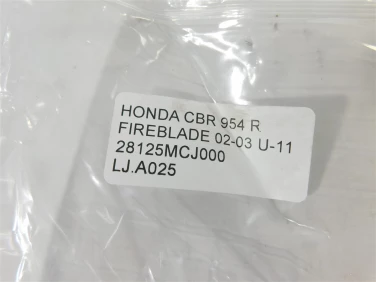 HONDA CBR 954 R
FIREBLADE 02-03 U-11
28125MCJ000
LJ.A025